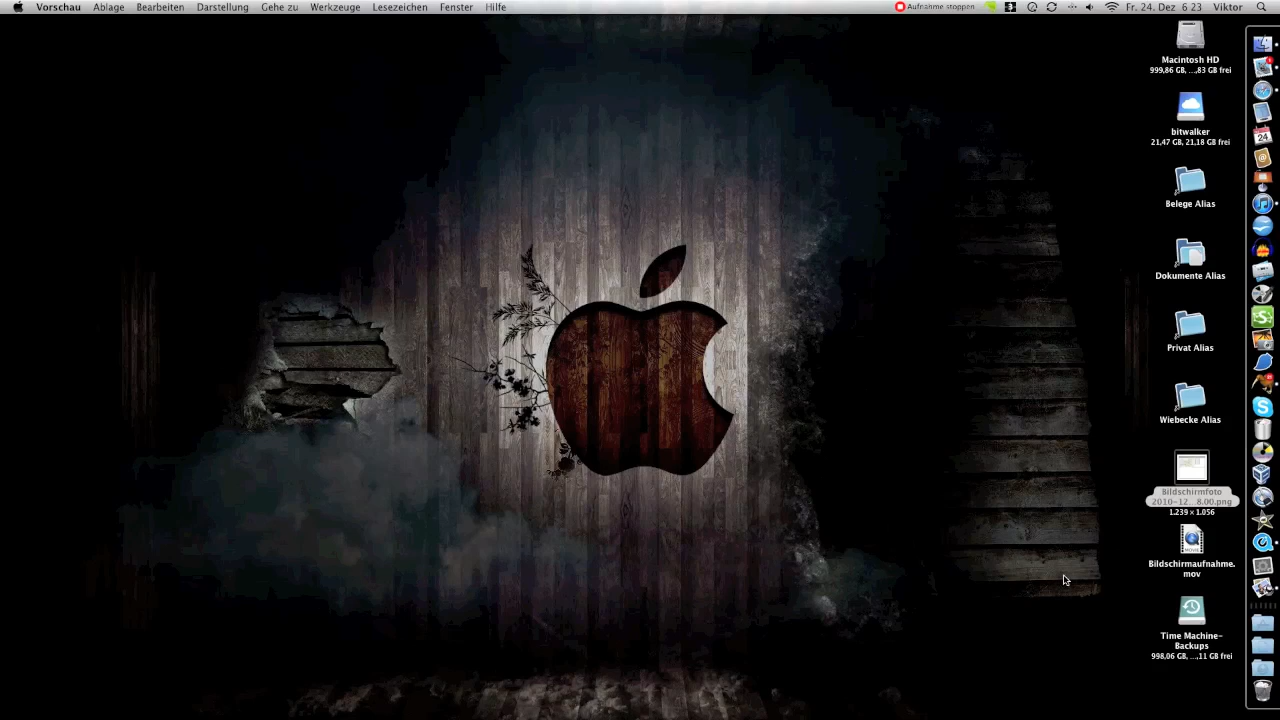 Vorschau Ablage Bearbeiten Darstellung Gehe zu Werkzeuge Lesezeichen Fenster Hilfe Aufnahme stoppen 3 Fr. 24. Dez 6 23 Viktor
Macintosh HD
999,86 GB, ...,83 GB frei
bitwalker
21,47 GB, 21,18 GB frei
24
Belege Alias
Dokumente Alias
Privat Alias
Wiebecke Alias
Bildschirmfoto
2010-12...8.00.png
1.239 × 1.056
MOVIE
Bildschirmaufnahme.
mov
Time Machine-
Backups
998,06 GB, ...,11 GB frei